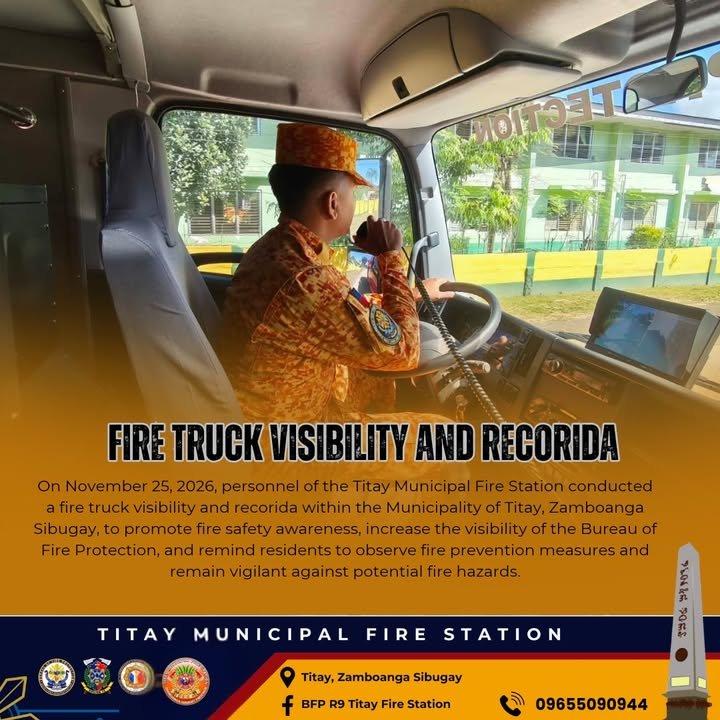 TECTION
FIRE TRUCK VISIBILITY AND RECORIDA
On November 25, 2026, personnel of the Titay Municipal Fire Station conducted
a fire truck visibility and recorida within the Municipality of Titay, Zamboanga
Sibugay, to promote fire safety awareness, increase the visibility of the Bureau of
Fire Protection, and remind residents to observe fire prevention measures and
remain vigilant against potential fire hazards.
TITAY MUNICIPAL FIRE STATION
Titay, Zamboanga Sibugay
BFP R9 Titay Fire Station
09655090944